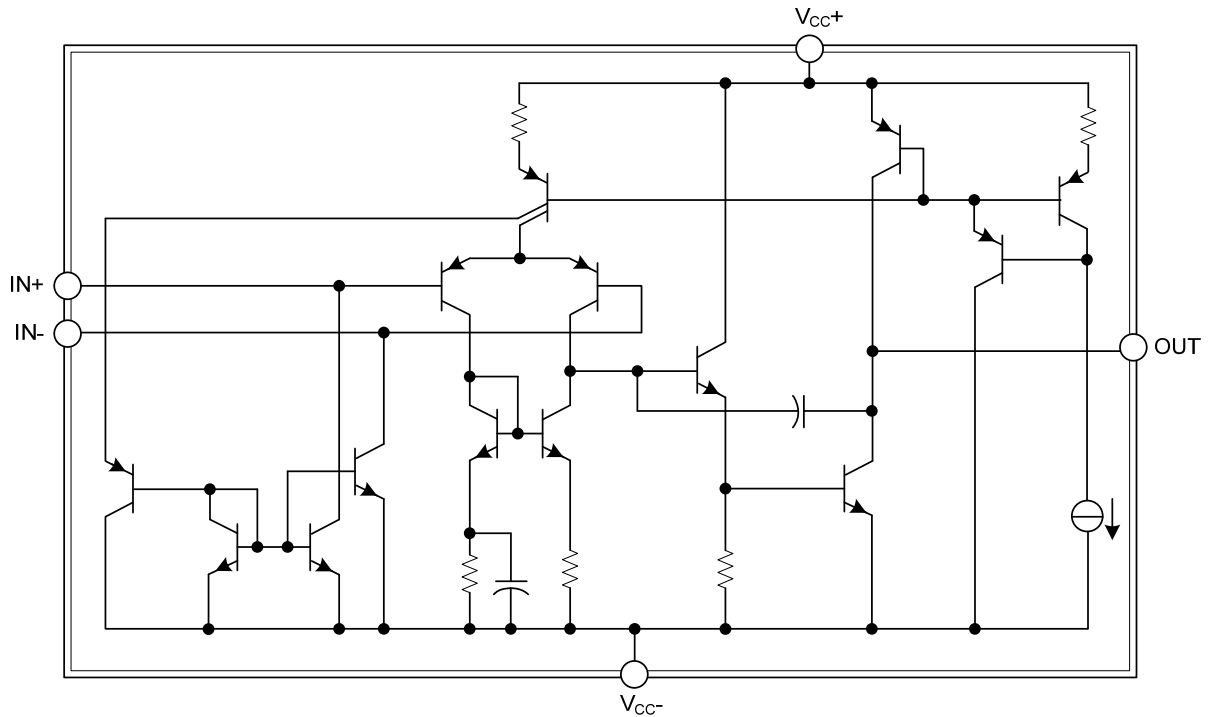 VCC+
IN+
IN-
OUT
VCC-